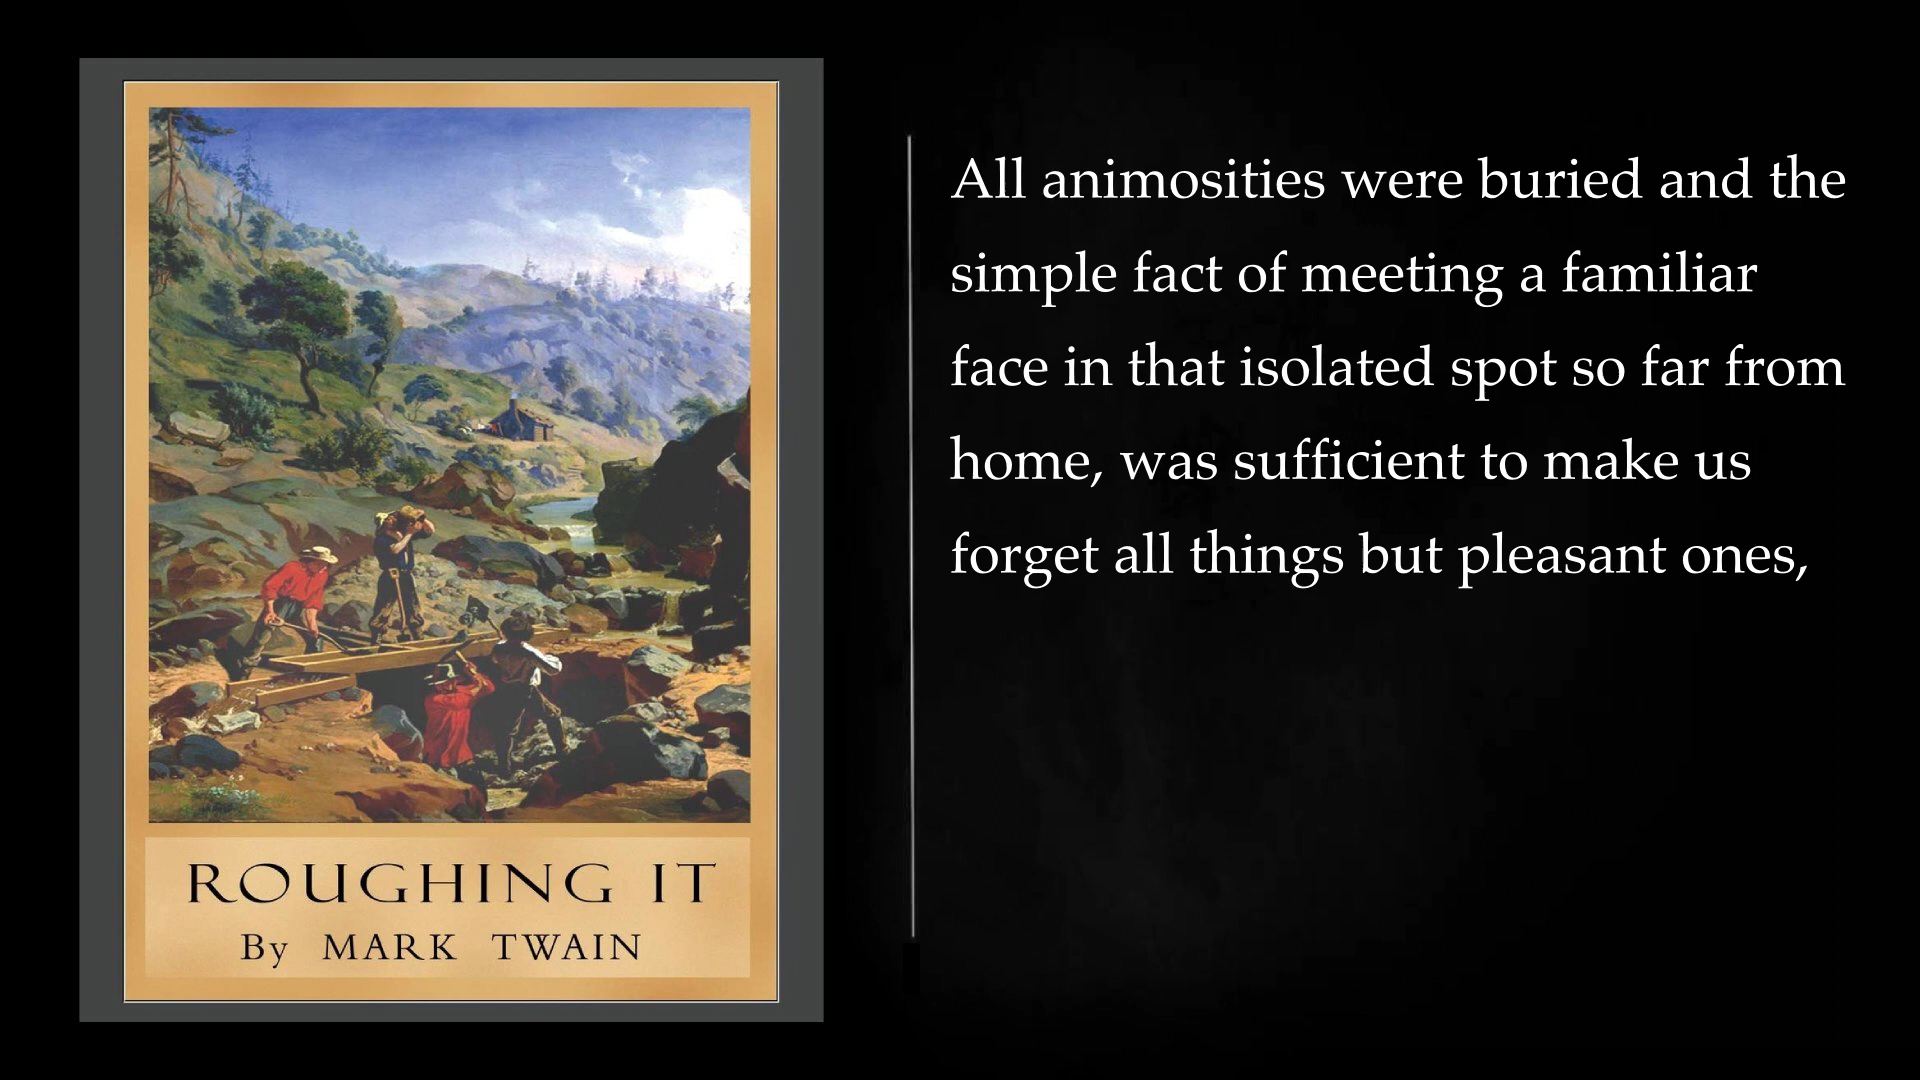 ROUGHING IT
By MARK TWAIN
All animosities were buried and the
simple fact of meeting a familiar
face in that isolated spot so far from
home, was sufficient to make us
forget all things but pleasant ones,